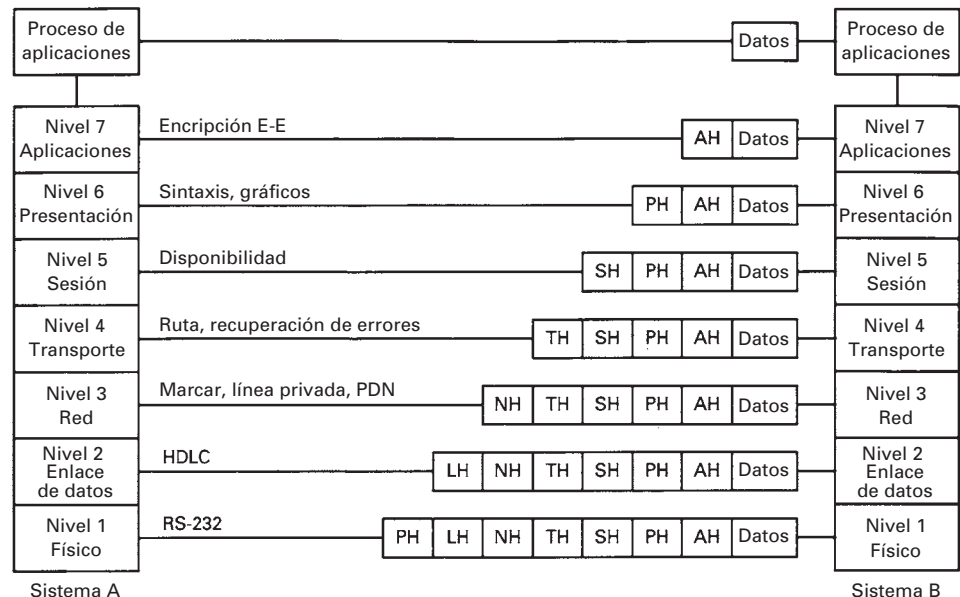 Proceso de
aplicaciones
Datos
Proceso de
aplicaciones
Nivel 7
Aplicaciones
Encripción E-E
AH Datos
Nivel 7
Aplicaciones
Nivel 6
Presentación
Sintaxis, gráficos
PH AH Datos
Nivel 6
Presentación
Nivel 5
Sesión
Disponibilidad
SH PH AH Datos
Nivel 5
Sesión
Nivel 4
Transporte
Ruta, recuperación de errores
TH SH PH AH Datos
Nivel 4
Transporte
Nivel 3
Red
Marcar, línea privada, PDN
NH TH SH PH AH Datos
Nivel 3
Red
Nivel 2
Enlace
de datos
HDLC
LH NH TH SH PH AH Datos
Nivel 2
Enlace
de datos
Nivel 1
Físico
RS-232
PH LH NH TH SH PH AH Datos
Nivel 1
Físico
Sistema A
Sistema B